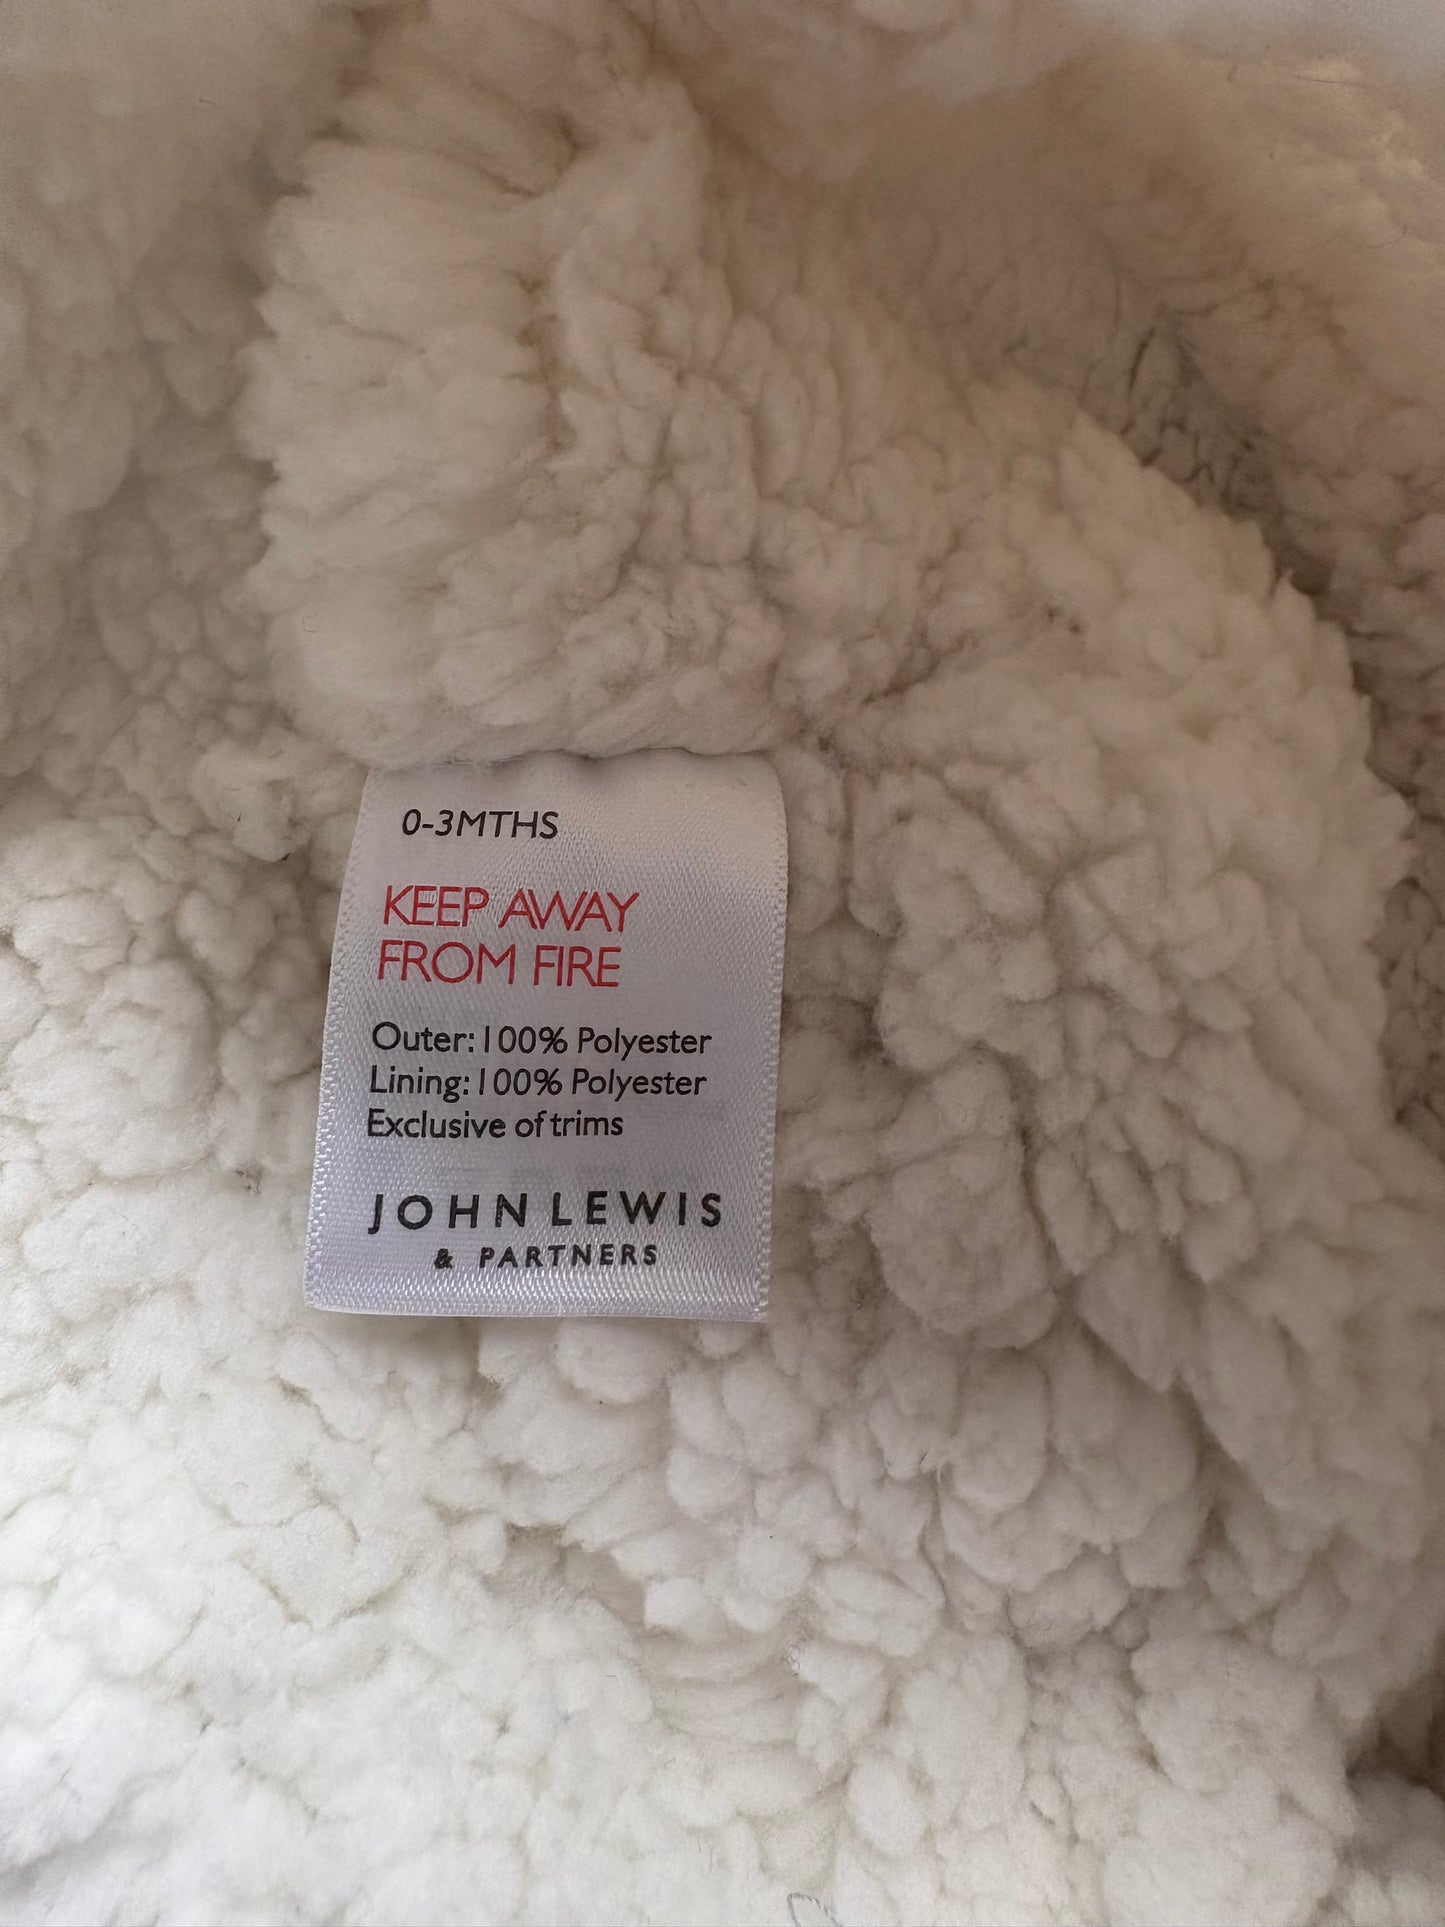 0-3MTHS
KEEP AWAY
FROM FIRE
Outer: 100% Polyester
Lining: 100% Polyester
Exclusive of trims
JOHN LEWIS
& PARTNERS